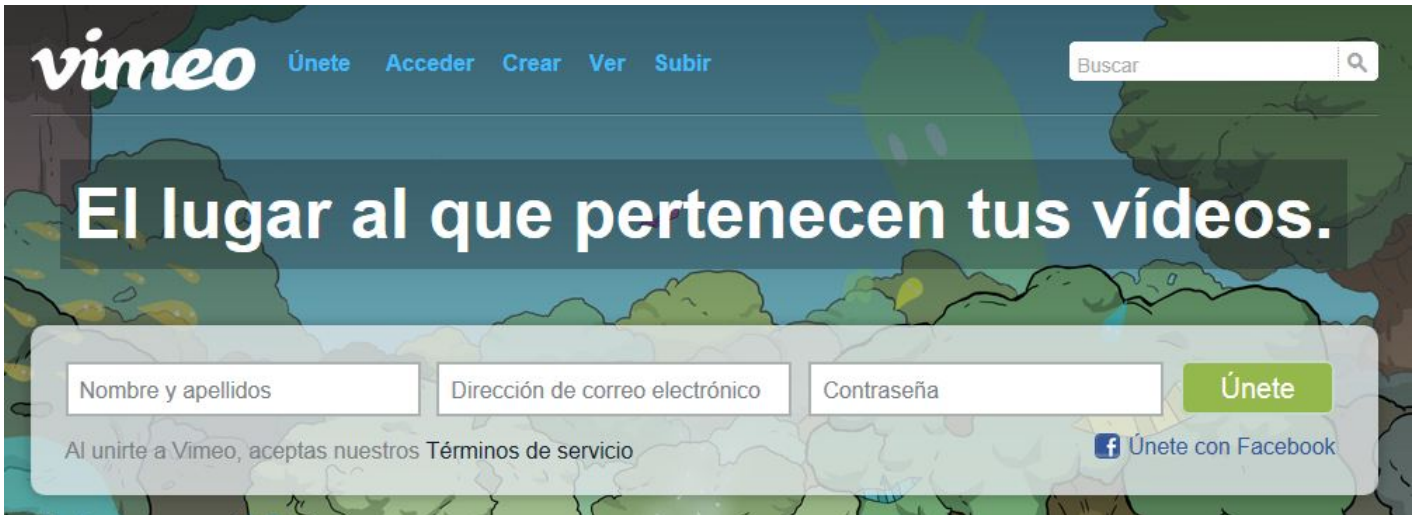 vimeo Únete Acceder Crear Ver Subir Buscar
El lugar al que pertenecen tus vídeos.
Nombre y apellidos Dirección de correo electrónico Contraseña Únete
Al unirte a Vimeo, aceptas nuestros Términos de servicio Únete con Facebook